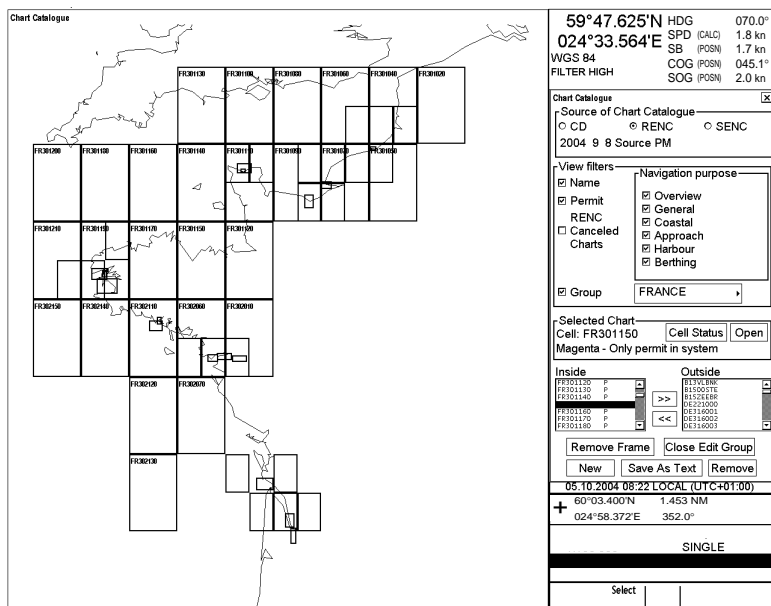 Chart Catalogue
FR301130 FR301100 FR301080 FR301060 FR301040 FR301020
FR301200 FR301180 FR301160 FR301140 FR301110 FR301090 FR301070 FR301050
FR301210 FR301190 FR301170 FR301150 FR301120
FR302150 FR302140 FR302110 FR302060 FR302010
FR302120 FR302070
FR302130
59°47.625'N HDG 070.0°
024°33.564'E SPD (CALC) 1.8 kn
WGS 84 SB (POSN) 1.7 kn
FILTER HIGH COG (POSN) 045.1°
SOG (POSN) 2.0 kn
Chart Catalogue
Source of Chart Catalogue
CD RENC SENC
2004 9 8 Source PM
View filters
Name
Permit
RENC
Canceled
Charts
Navigation purpose
Overview
General
Coastal
Approach
Harbour
Berthing
Group FRANCE
Selected Chart
Cell: FR301150 Cell Status Open
Magenta - Only permit in system
Inside
FR301120 P
FR301130 P
FR301140 P
FR301160 P
FR301170 P
FR301180 P
>>
<<
Outside
B13VLBNK
B1500STE
B15ZEEBR
DE221000
DE316001
DE316002
DE316003
Remove Frame Close Edit Group
New Save As Text Remove
05.10.2004 08:22 LOCAL (UTC+01:00)
60°03.400'N 1.453 NM
024°58.372'E 352.0°
SINGLE
Select